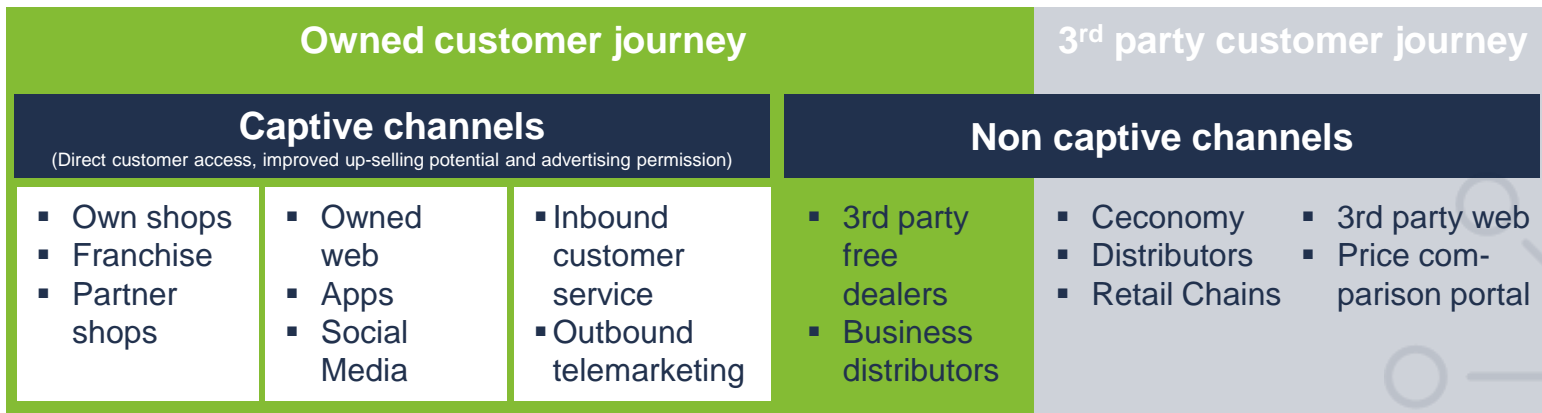 Owned customer journey
3rd party customer journey
Captive channels
(Direct customer access, improved up-selling potential and advertising permission)
Non captive channels
▪ Own shops
▪ Franchise
▪ Partner
shops
▪ Owned
web
▪ Apps
▪ Social
Media
▪ Inbound
customer
service
▪ Outbound
telemarketing
▪ 3rd party
free
dealers
▪ Business
distributors
▪ Ceconomy
▪ Distributors
▪ Retail Chains
▪ 3rd party web
▪ Price com-
parison portal